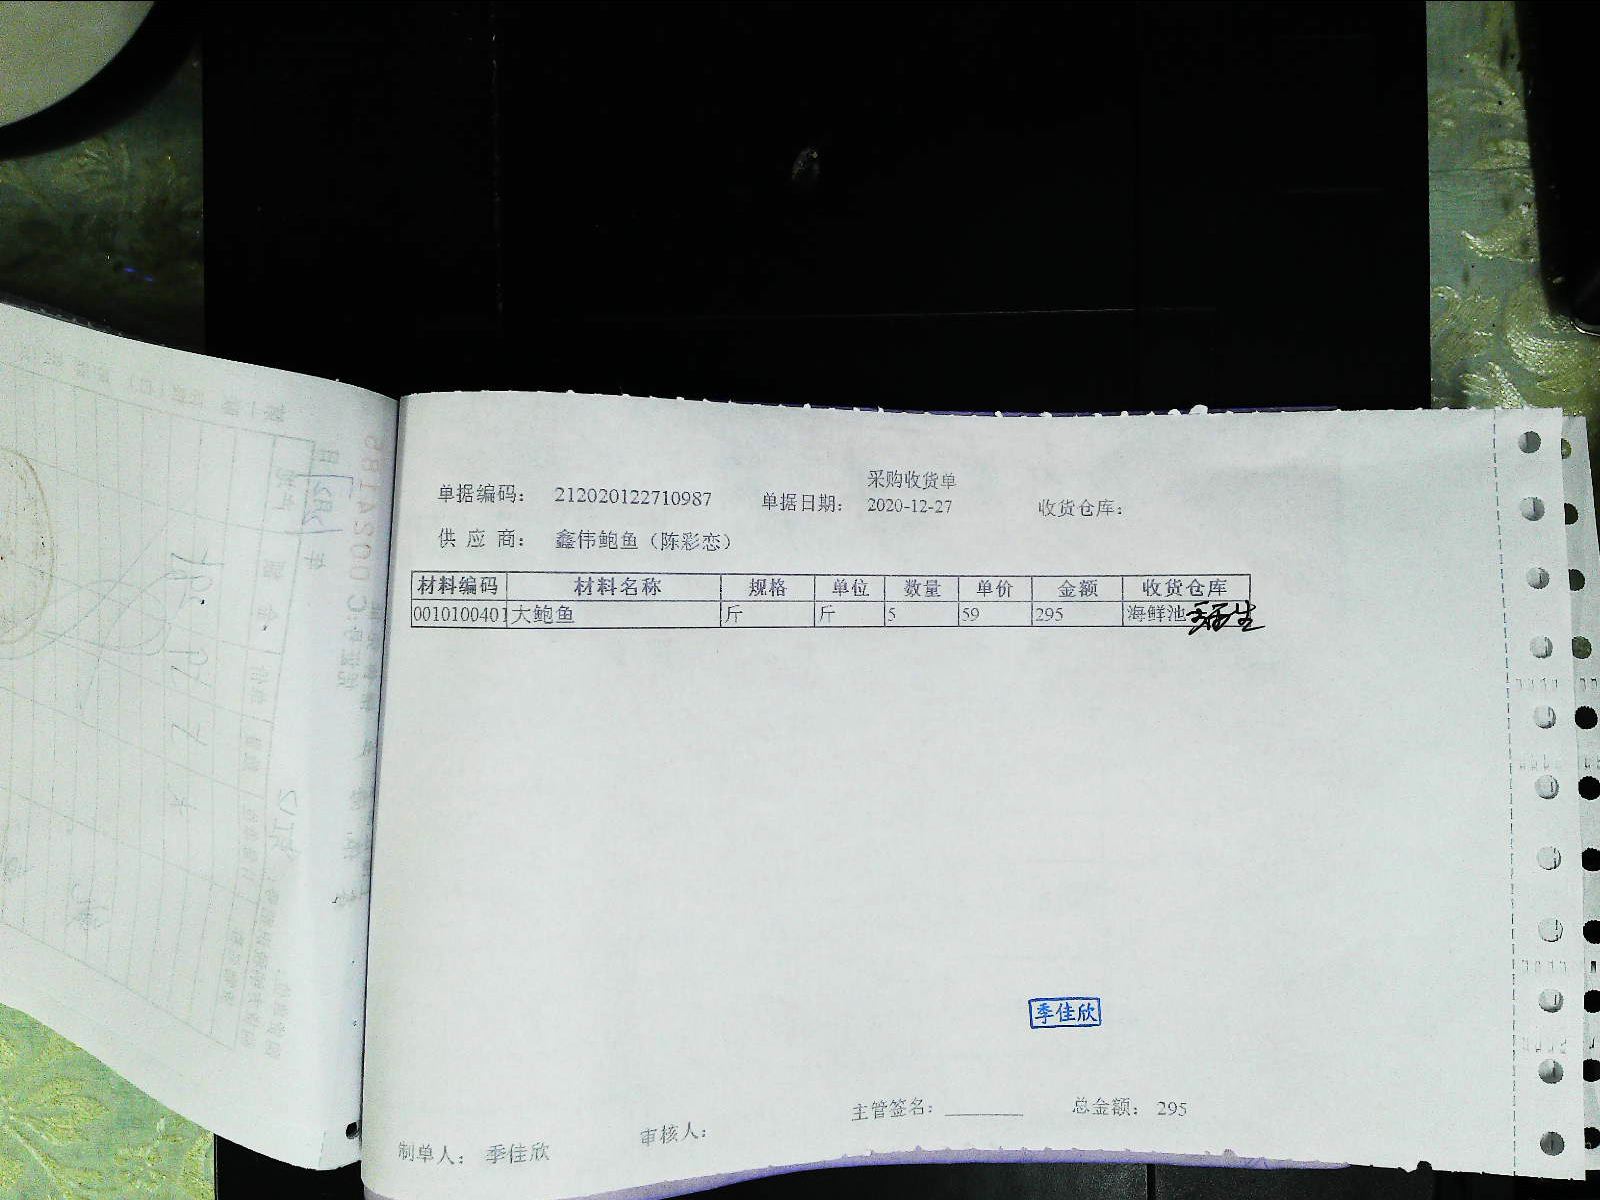 采购收货单
单据编码: 212020122710987 单据日期: 2020-12-27 收货仓库:
供应商: 鑫伟鲍鱼（陈彩恋）
材料编码 材料名称 规格 单位 数量 单价 金额 收货仓库
0010100401 大鲍鱼 斤 斤 5 59 295 海鲜池
季佳欣
主管签名: 总金额: 295
制单人: 季佳欣 审核人: